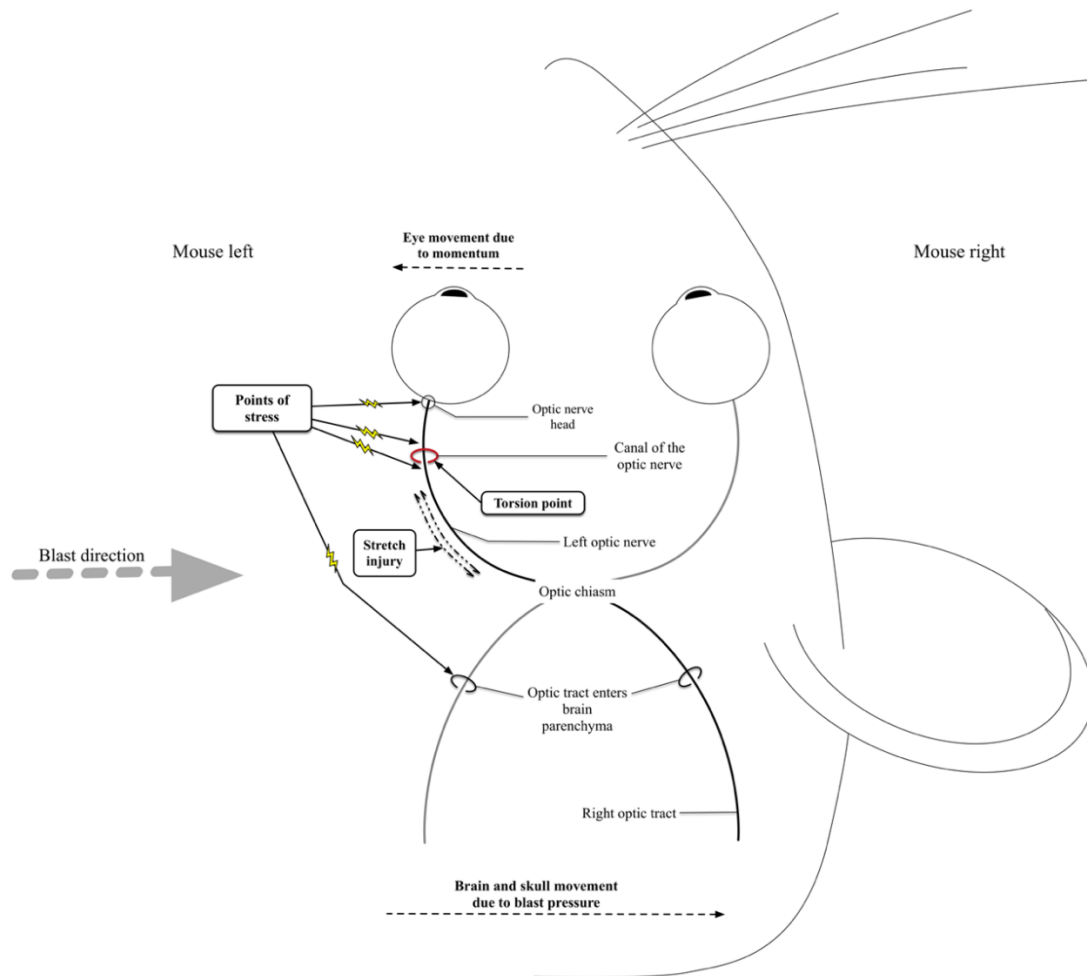 Eye movement due
to momentum
Mouse left
Mouse right
Points of
stress
Optic nerve
head
Canal of the
optic nerve
Torsion point
Left optic nerve
Stretch
injury
Blast direction
Optic chiasm
Optic tract enters
brain
parenchyma
Right optic tract
Brain and skull movement
due to blast pressure